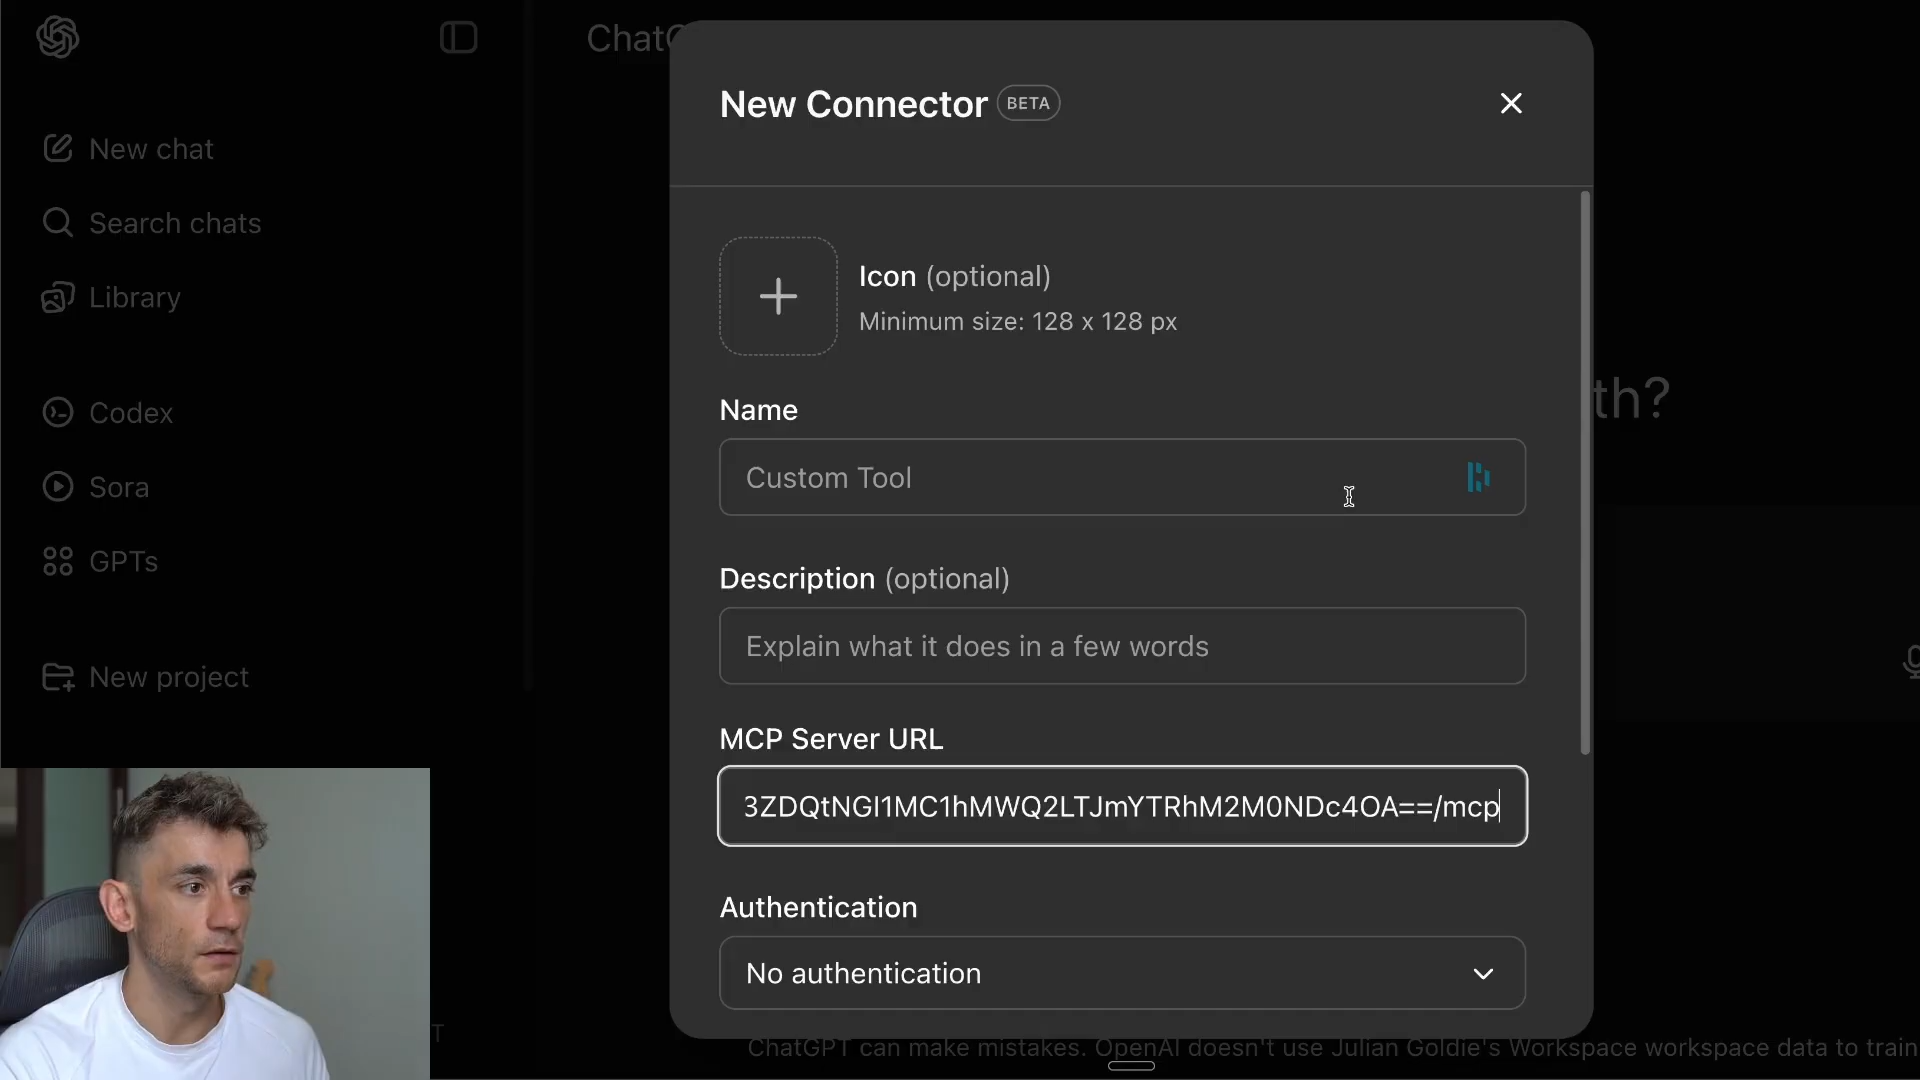 ChatG
New chat
Search chats
Library
Codex
Sora
GPTs
New project
New Connector BETA
Icon (optional)
Minimum size: 128 x 128 px
Name
Custom Tool
Description (optional)
Explain what it does in a few words
MCP Server URL
3ZDQtNGI1MC1hMWQ2LTJmYTRhM2M0NDc4OA==/mcp
Authentication
No authentication
th?
T
ChatGPT can make mistakes. OpenAI doesn't use Julian Goldie's Workspace workspace data to train